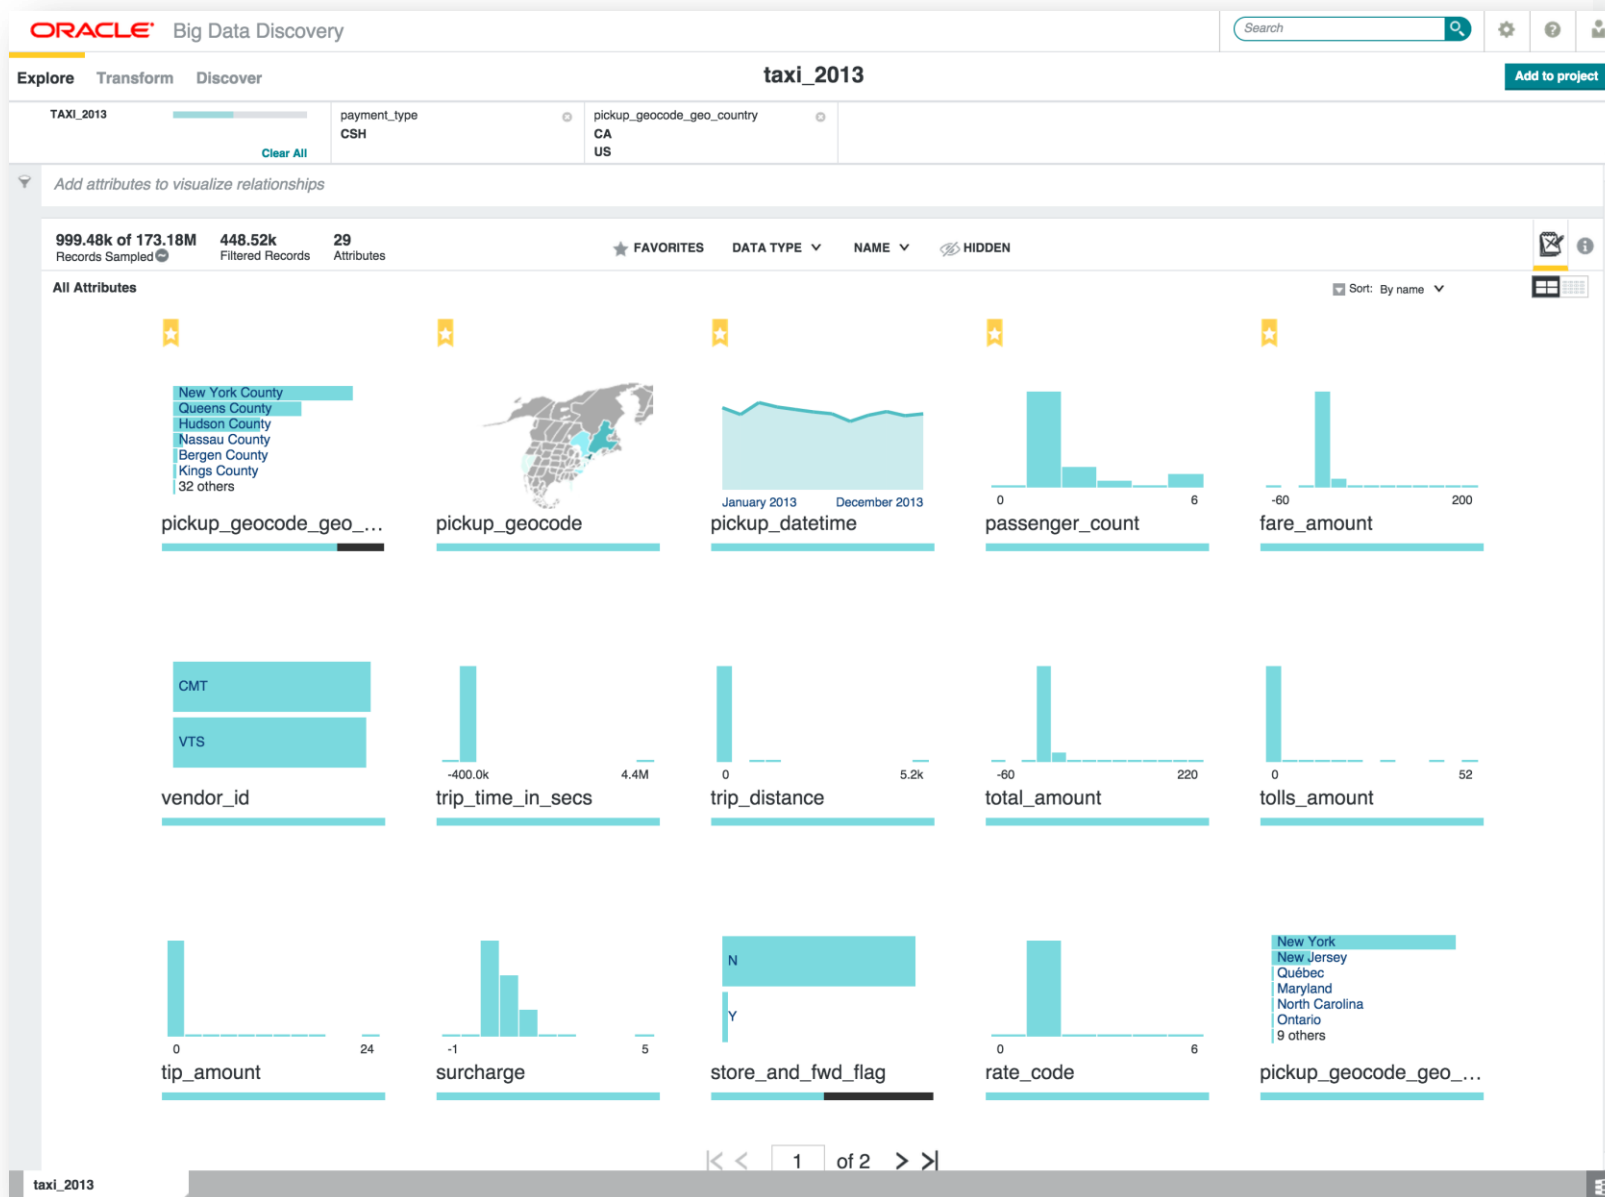 ORACLE Big Data Discovery
Search
Explore Transform Discover
taxi_2013
Add to project
TAXI_2013
Clear All
payment_type
CSH
pickup_geocode_geo_country
CA
US
Add attributes to visualize relationships
999.48k of 173.18M
Records Sampled
448.52k
Filtered Records
29
Attributes
FAVORITES DATA TYPE NAME HIDDEN
All Attributes
Sort: By name
New York County
Queens County
Hudson County
Nassau County
Bergen County
Kings County
32 others
pickup_geocode_geo_...
pickup_geocode
January 2013 December 2013
pickup_datetime
0 6
passenger_count
-60 200
fare_amount
CMT
VTS
vendor_id
-400.0k 4.4M
trip_time_in_secs
0 5.2k
trip_distance
-60 220
total_amount
0 52
tolls_amount
0 24
tip_amount
-1 5
surcharge
N
Y
store_and_fwd_flag
0 6
rate_code
New York
New Jersey
Québec
Maryland
North Carolina
Ontario
9 others
pickup_geocode_geo_...
1 of 2
taxi_2013